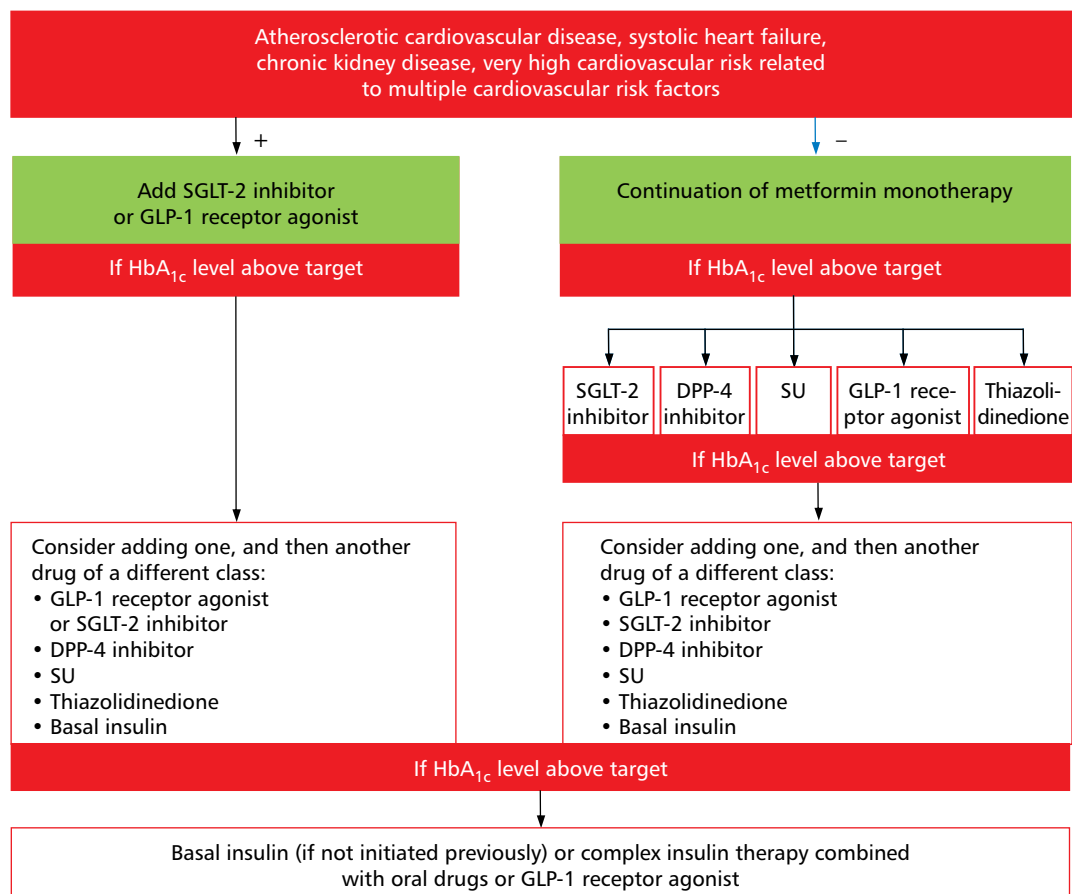 Atherosclerotic cardiovascular disease, systolic heart failure,
chronic kidney disease, very high cardiovascular risk related
to multiple cardiovascular risk factors
+
–
Add SGLT-2 inhibitor
or GLP-1 receptor agonist
If HbA1c level above target
Continuation of metformin monotherapy
If HbA1c level above target
SGLT-2
inhibitor
DPP-4
inhibitor
SU
GLP-1 rece-
ptor agonist
Thiazoli-
dinedione
If HbA1c level above target
Consider adding one, and then another
drug of a different class:
• GLP-1 receptor agonist
or SGLT-2 inhibitor
• DPP-4 inhibitor
• SU
• Thiazolidinedione
• Basal insulin
Consider adding one, and then another
drug of a different class:
• GLP-1 receptor agonist
• SGLT-2 inhibitor
• DPP-4 inhibitor
• SU
• Thiazolidinedione
• Basal insulin
If HbA1c level above target
Basal insulin (if not initiated previously) or complex insulin therapy combined
with oral drugs or GLP-1 receptor agonist